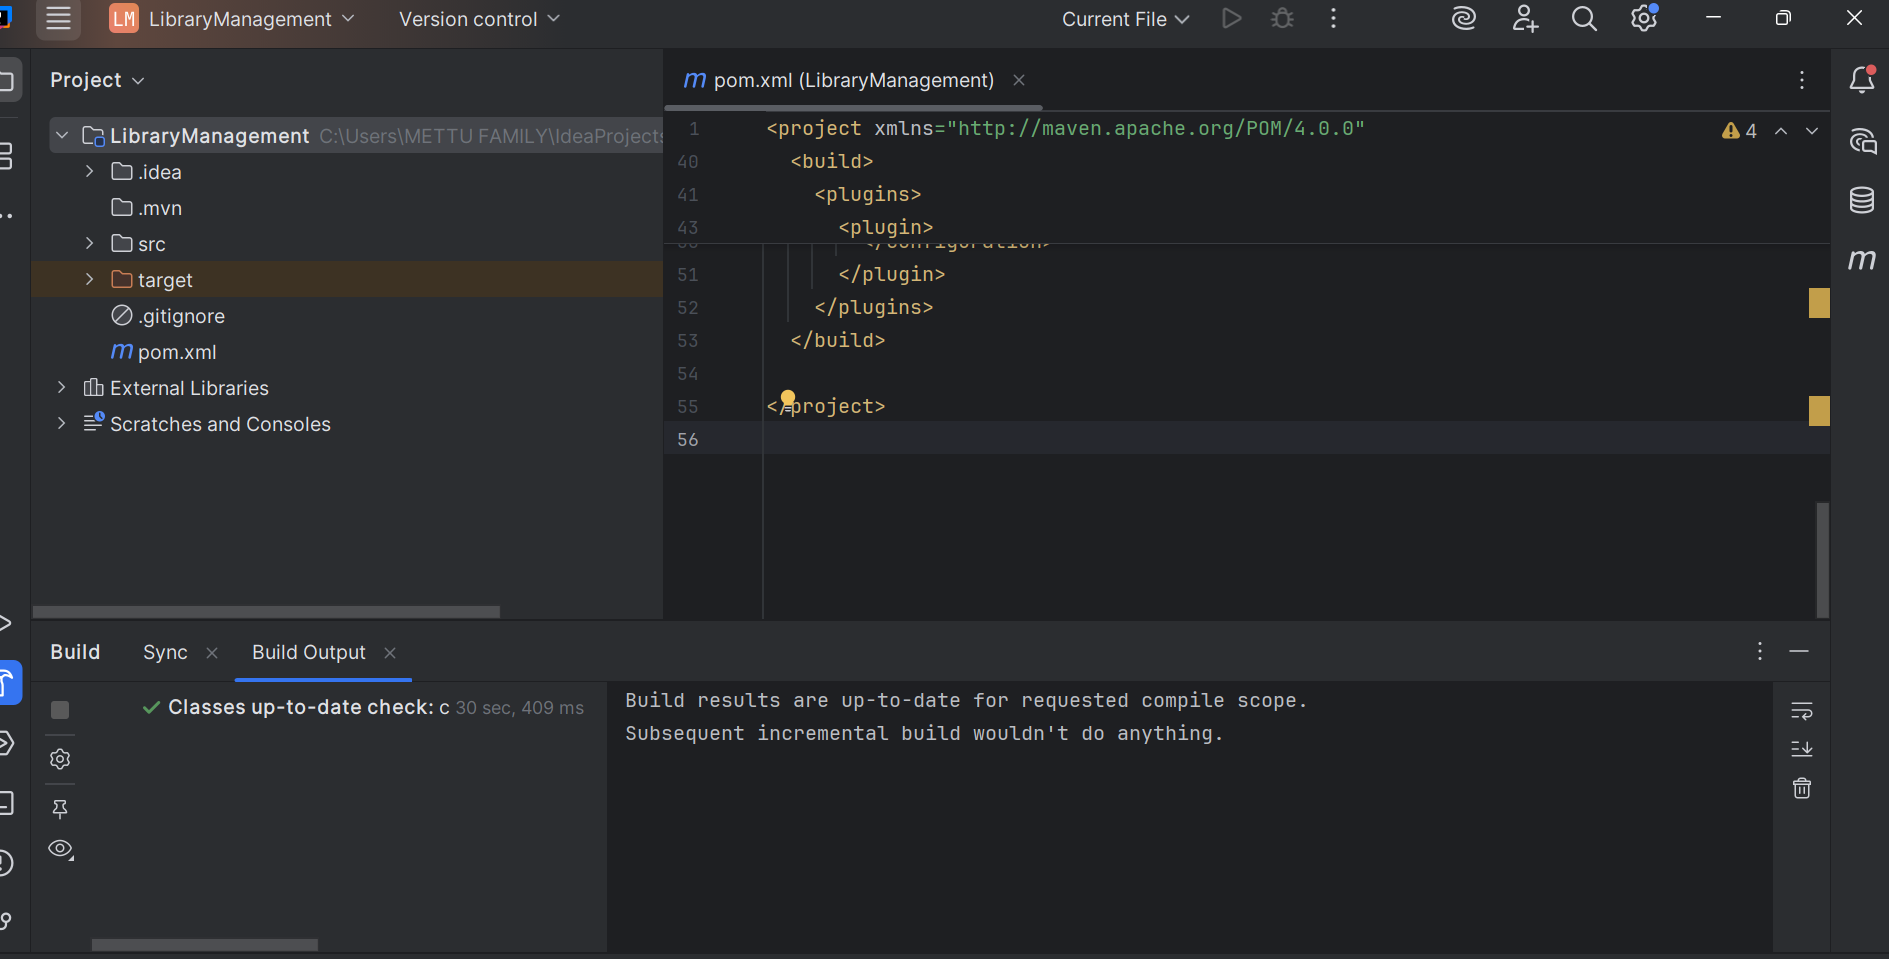 LM LibraryManagement Version control Current File
Project
LibraryManagement C:\Users\METTU FAMILY\IdeaProjects
.idea
.mvn
src
target
.gitignore
m pom.xml
External Libraries
Scratches and Consoles
m pom.xml (LibraryManagement)
1 <project xmlns="http://maven.apache.org/POM/4.0.0"
4
40 <build>
41 <plugins>
43 <plugin>
50 </configuration>
51 </plugin>
52 </plugins>
53 </build>
54
55 </project>
56
m
Build Sync Build Output
Classes up-to-date check: c 30 sec, 409 ms
Build results are up-to-date for requested compile scope.
Subsequent incremental build wouldn't do anything.